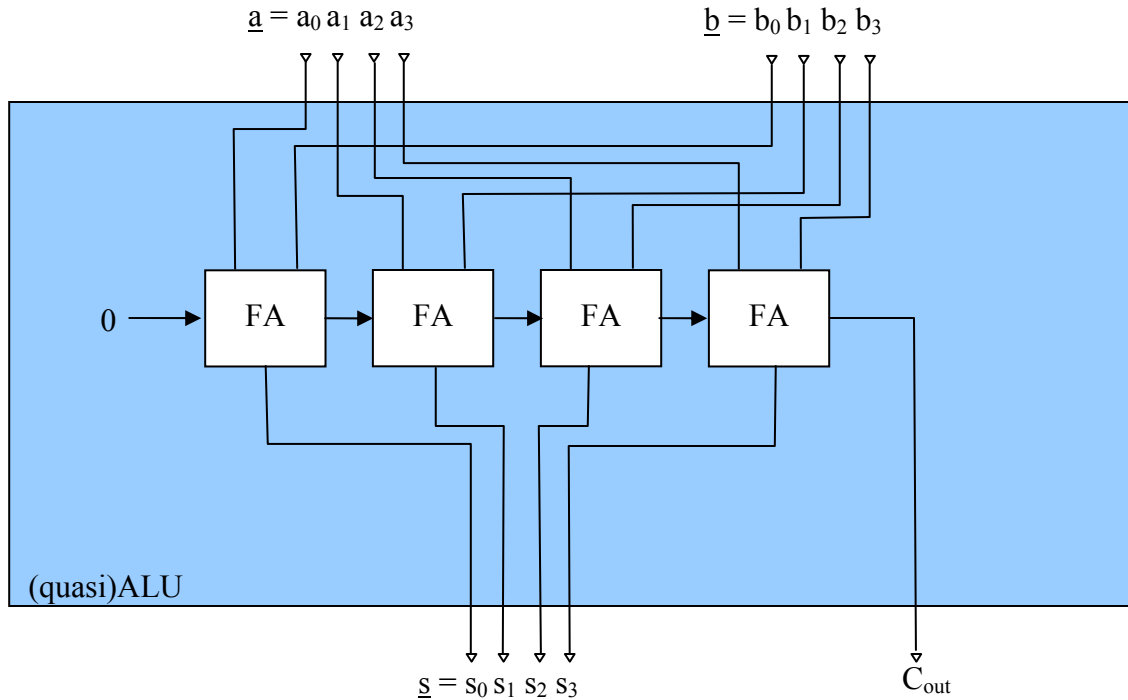 a = a₀ a₁ a₂ a₃ b = b₀ b₁ b₂ b₃
0 FA FA FA FA
(quasi)ALU
s = s₀ s₁ s₂ s₃ Cₒᵤₜ